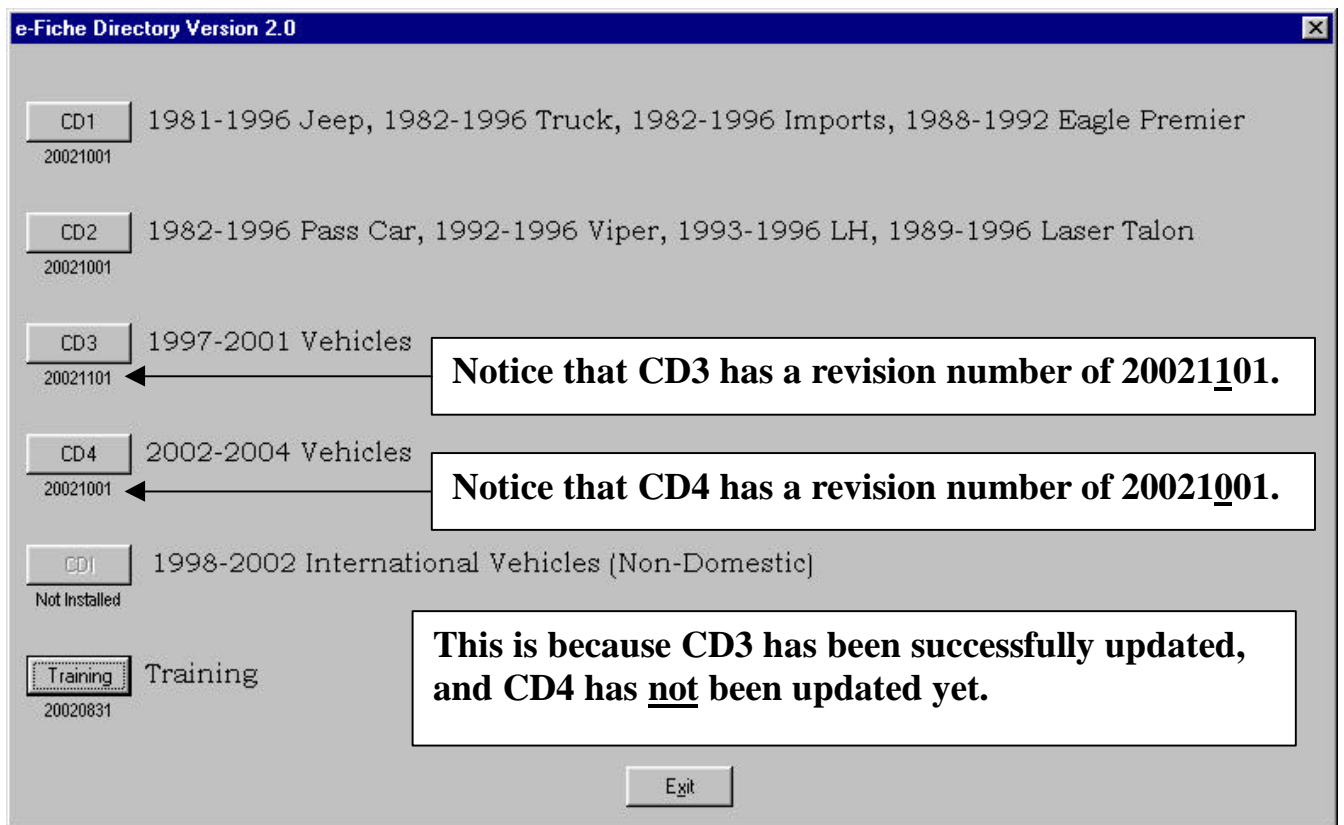 e-Fiche Directory Version 2.0
CD1 1981-1996 Jeep, 1982-1996 Truck, 1982-1996 Imports, 1988-1992 Eagle Premier
20021001
CD2 1982-1996 Pass Car, 1992-1996 Viper, 1993-1996 LH, 1989-1996 Laser Talon
20021001
CD3 1997-2001 Vehicles
20021101
Notice that CD3 has a revision number of 20021101.
CD4 2002-2004 Vehicles
20021001
Notice that CD4 has a revision number of 20021001.
CDI 1998-2002 International Vehicles (Non-Domestic)
Not Installed
This is because CD3 has been successfully updated,
and CD4 has not been updated yet.
Training Training
20020831
Exit